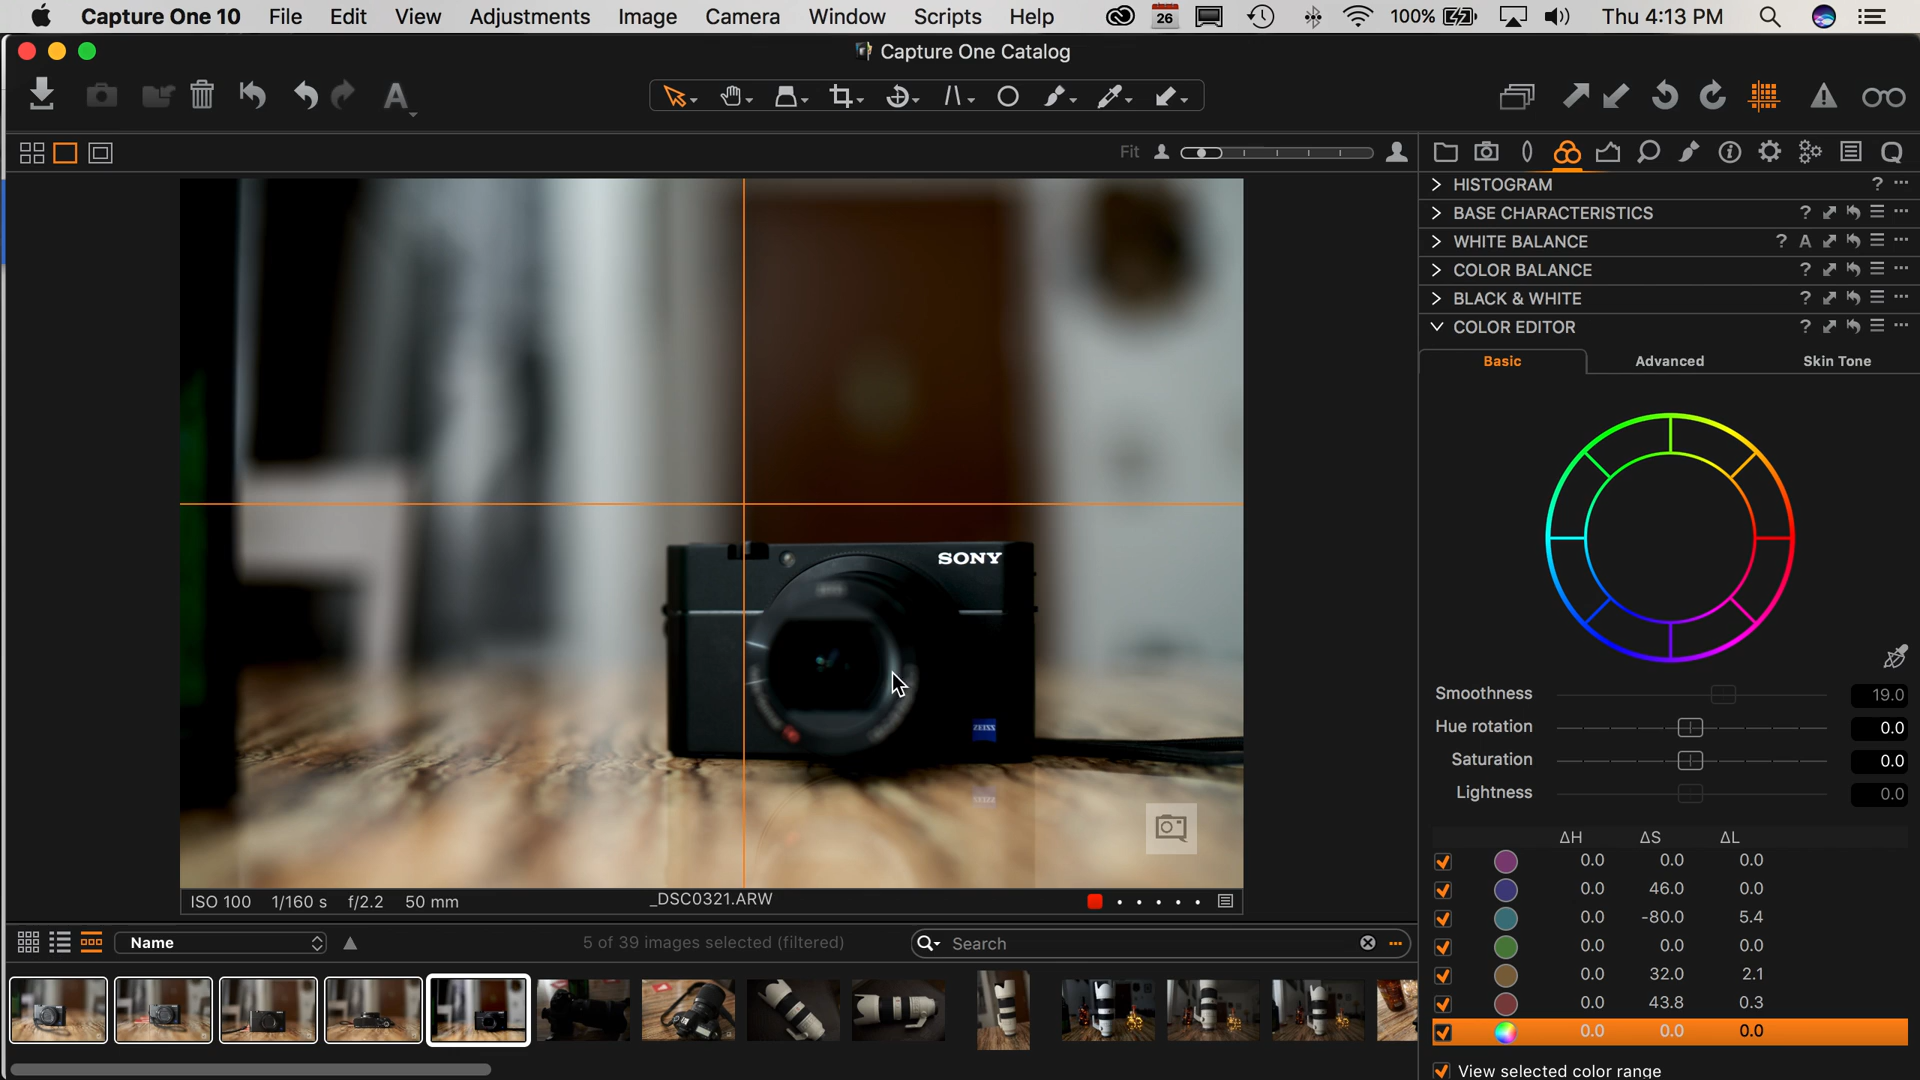 Capture One 10 File Edit View Adjustments Image Camera Window Scripts Help 26 100% Thu 4:13 PM
Capture One Catalog
A
Fit
HISTOGRAM ?
BASE CHARACTERISTICS ?
WHITE BALANCE ? A
COLOR BALANCE ?
BLACK & WHITE ?
COLOR EDITOR ?
Basic Advanced Skin Tone
SONY
ZEISS
Smoothness 19.0
Hue rotation 0.0
Saturation 0.0
Lightness 0.0
ΔH ΔS ΔL
0.0 0.0 0.0
0.0 46.0 0.0
0.0 -80.0 5.4
0.0 0.0 0.0
0.0 32.0 2.1
0.0 43.8 0.3
0.0 0.0 0.0
View selected color range
ISO 100 1/160 s f/2.2 50 mm _DSC0321.ARW
Name 5 of 39 images selected (filtered) Search